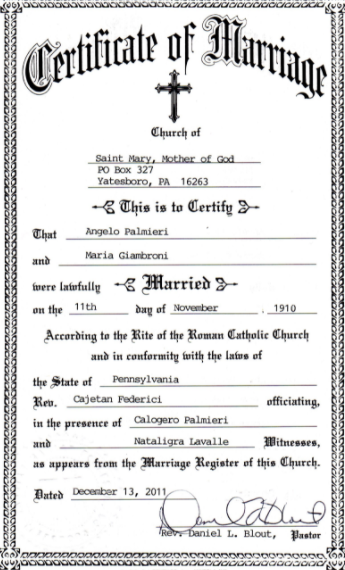 Certificate of Marriage
Church of
Saint Mary, Mother of God
PO Box 327
Yatesboro, PA 16263
This is to Certify
That Angelo Palmieri
and Maria Giambroni
were lawfully Married
on the 11th day of November . 1910
According to the Rite of the Roman Catholic Church
and in conformity with the laws of
the State of Pennsylvania
Rev. Cajetan Federici officiating,
in the presence of Calogero Palmieri
and Nataligra Lavalle Witnesses,
as appears from the Marriage Register of this Church.
Dated December 13, 2011
Rev. Daniel L. Blout, Pastor